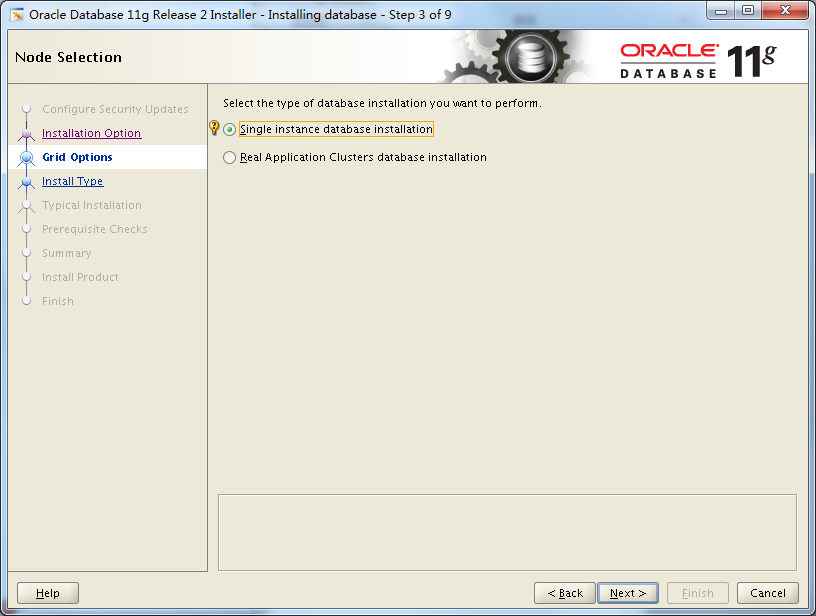 Oracle Database 11g Release 2 Installer - Installing database - Step 3 of 9
Node Selection
ORACLE
DATABASE 11g
Configure Security Updates
Installation Option
Grid Options
Install Type
Typical Installation
Prerequisite Checks
Summary
Install Product
Finish
Select the type of database installation you want to perform.
Single instance database installation
Real Application Clusters database installation
Help
< Back
Next >
Finish
Cancel